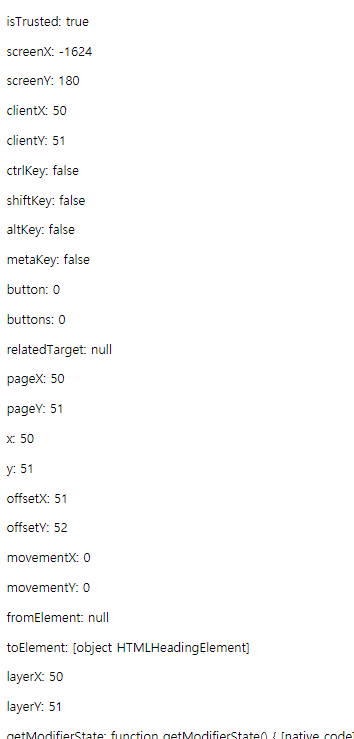 isTrusted: true
screenX: -1624
screenY: 180
clientX: 50
clientY: 51
ctrlKey: false
shiftKey: false
altKey: false
metaKey: false
button: 0
buttons: 0
relatedTarget: null
pageX: 50
pageY: 51
x: 50
y: 51
offsetX: 51
offsetY: 52
movementX: 0
movementY: 0
fromElement: null
toElement: [object HTMLHeadingElement]
layerX: 50
layerY: 51
getModifierState: function getModifierState() { [native code]